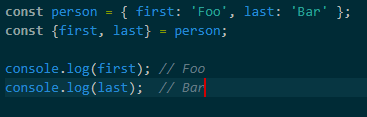 const person = { first: 'Foo', last: 'Bar' };
const {first, last} = person;

console.log(first); // Foo
console.log(last);  // Bar